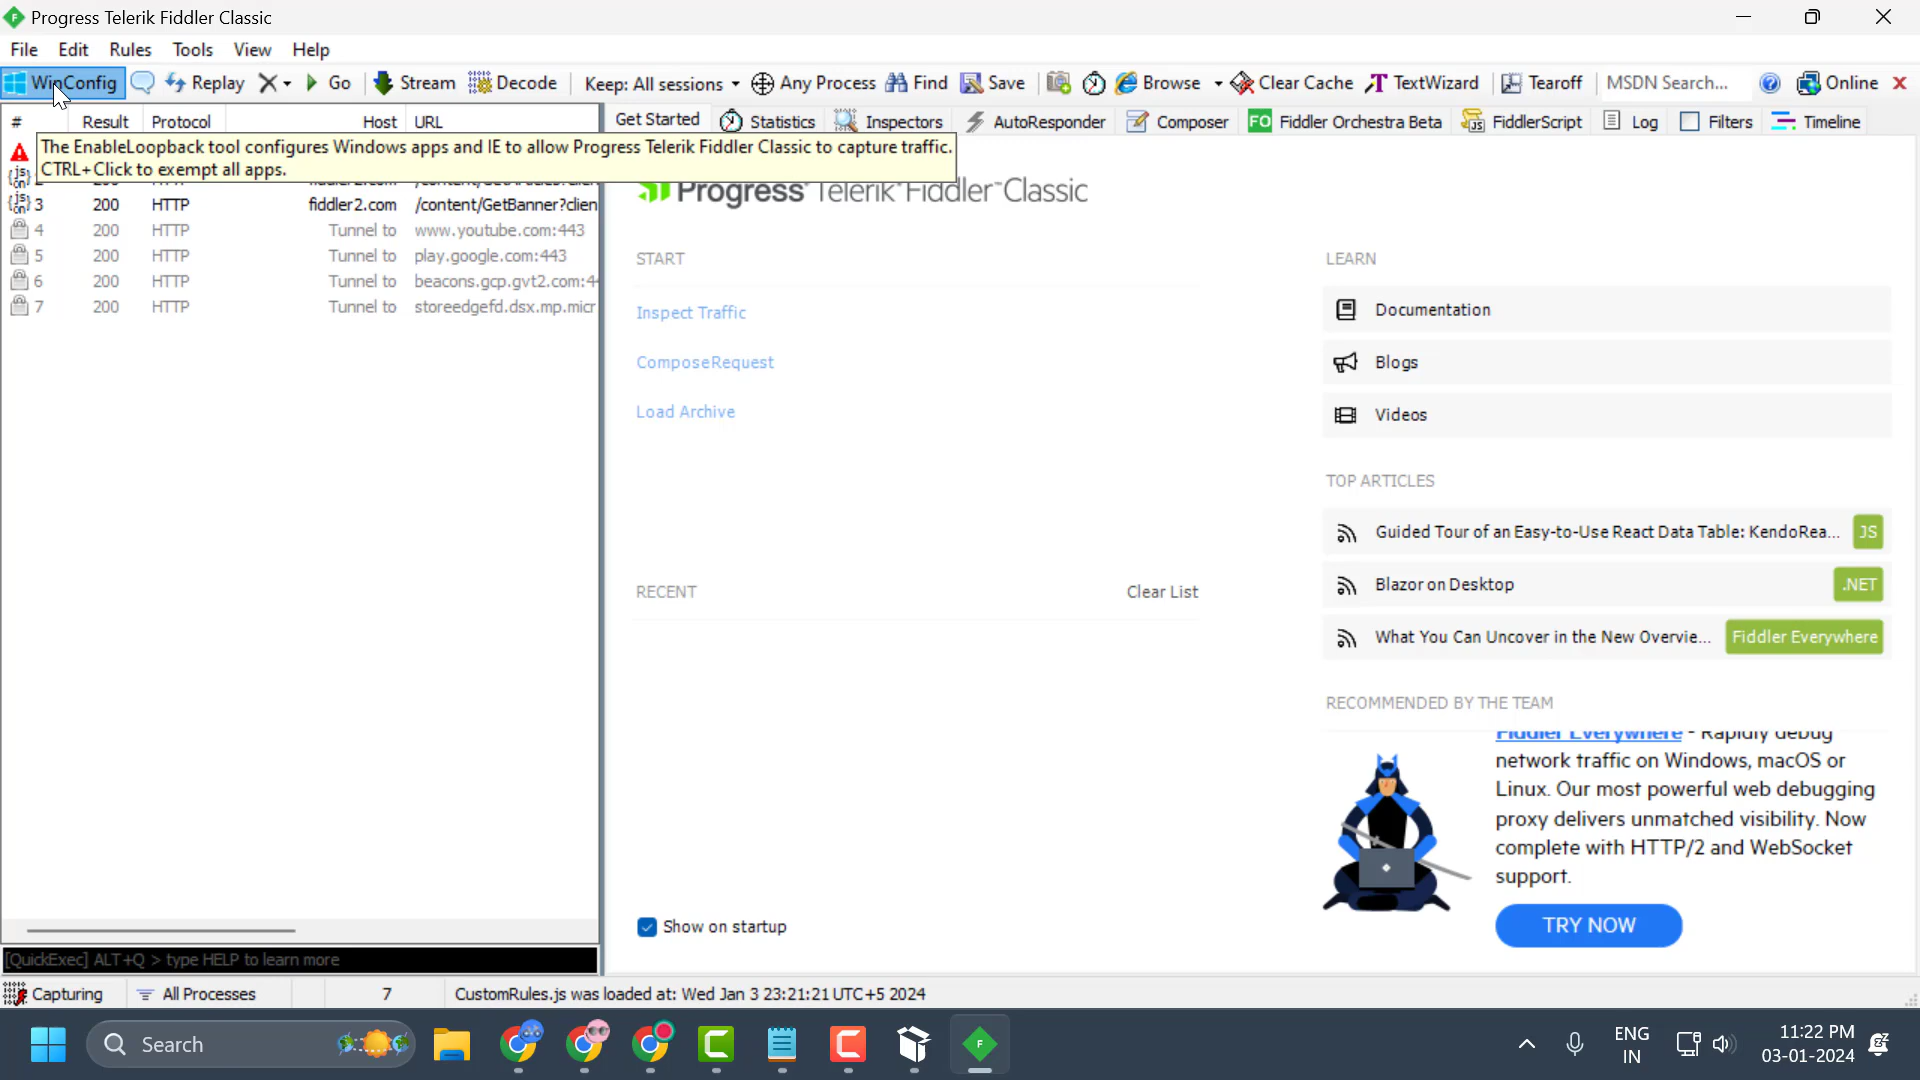 Progress Telerik Fiddler Classic
File Edit Rules Tools View Help
WinConfig Replay Go Stream Decode Keep: All sessions Any Process Find Save Browse Clear Cache TextWizard Tearoff MSDN Search... Online
# Result Protocol Host URL
Get Started Statistics Inspectors AutoResponder Composer FO Fiddler Orchestra Beta FiddlerScript Log Filters Timeline
The EnableLoopback tool configures Windows apps and IE to allow Progress Telerik Fiddler Classic to capture traffic.
CTRL+Click to exempt all apps.
3 200 HTTP fiddler2.com /content/GetBanner?clien
4 200 HTTP Tunnel to www.youtube.com:443
5 200 HTTP Tunnel to play.google.com:443
6 200 HTTP Tunnel to beacons.gcp.gvt2.com:4
7 200 HTTP Tunnel to storeedgefd.dsx.mp.micr
Progress Telerik Fiddler Classic
START
Inspect Traffic
Compose Request
Load Archive
RECENT Clear List
Show on startup
LEARN
Documentation
Blogs
Videos
TOP ARTICLES
Guided Tour of an Easy-to-Use React Data Table: KendoRea... JS
Blazor on Desktop .NET
What You Can Uncover in the New Overvie... Fiddler Everywhere
RECOMMENDED BY THE TEAM
Fiddler Everywhere - Rapidly debug
network traffic on Windows, macOS or
Linux. Our most powerful web debugging
proxy delivers unmatched visibility. Now
complete with HTTP/2 and WebSocket
support.
TRY NOW
[QuickExec] ALT+Q > type HELP to learn more
Capturing All Processes 7 CustomRules.js was loaded at: Wed Jan 3 23:21:21 UTC+5 2024
Search
ENG
IN
11:22 PM
03-01-2024